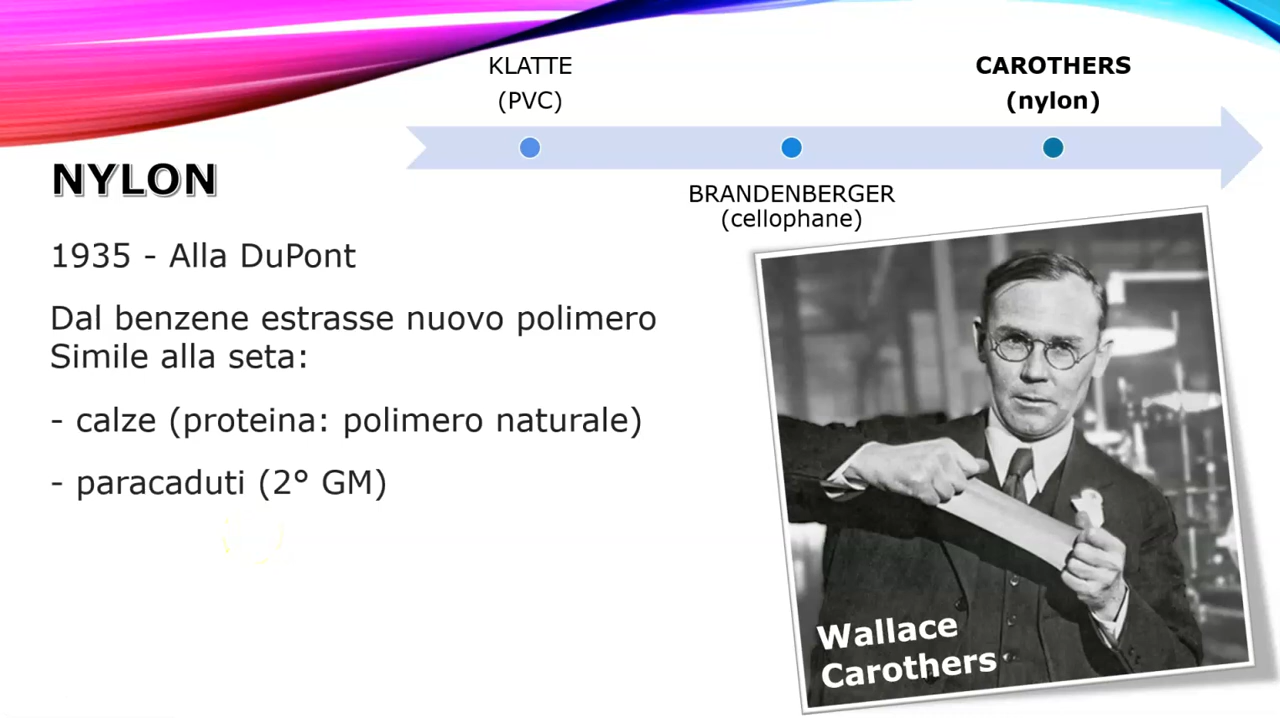 KLATTE
(PVC)
CAROTHERS
(nylon)
BRANDENBERGER
(cellophane)
NYLON
1935 - Alla DuPont
Dal benzene estrasse nuovo polimero
Simile alla seta:
- calze (proteina: polimero naturale)
- paracaduti (2° GM)
Wallace
Carothers